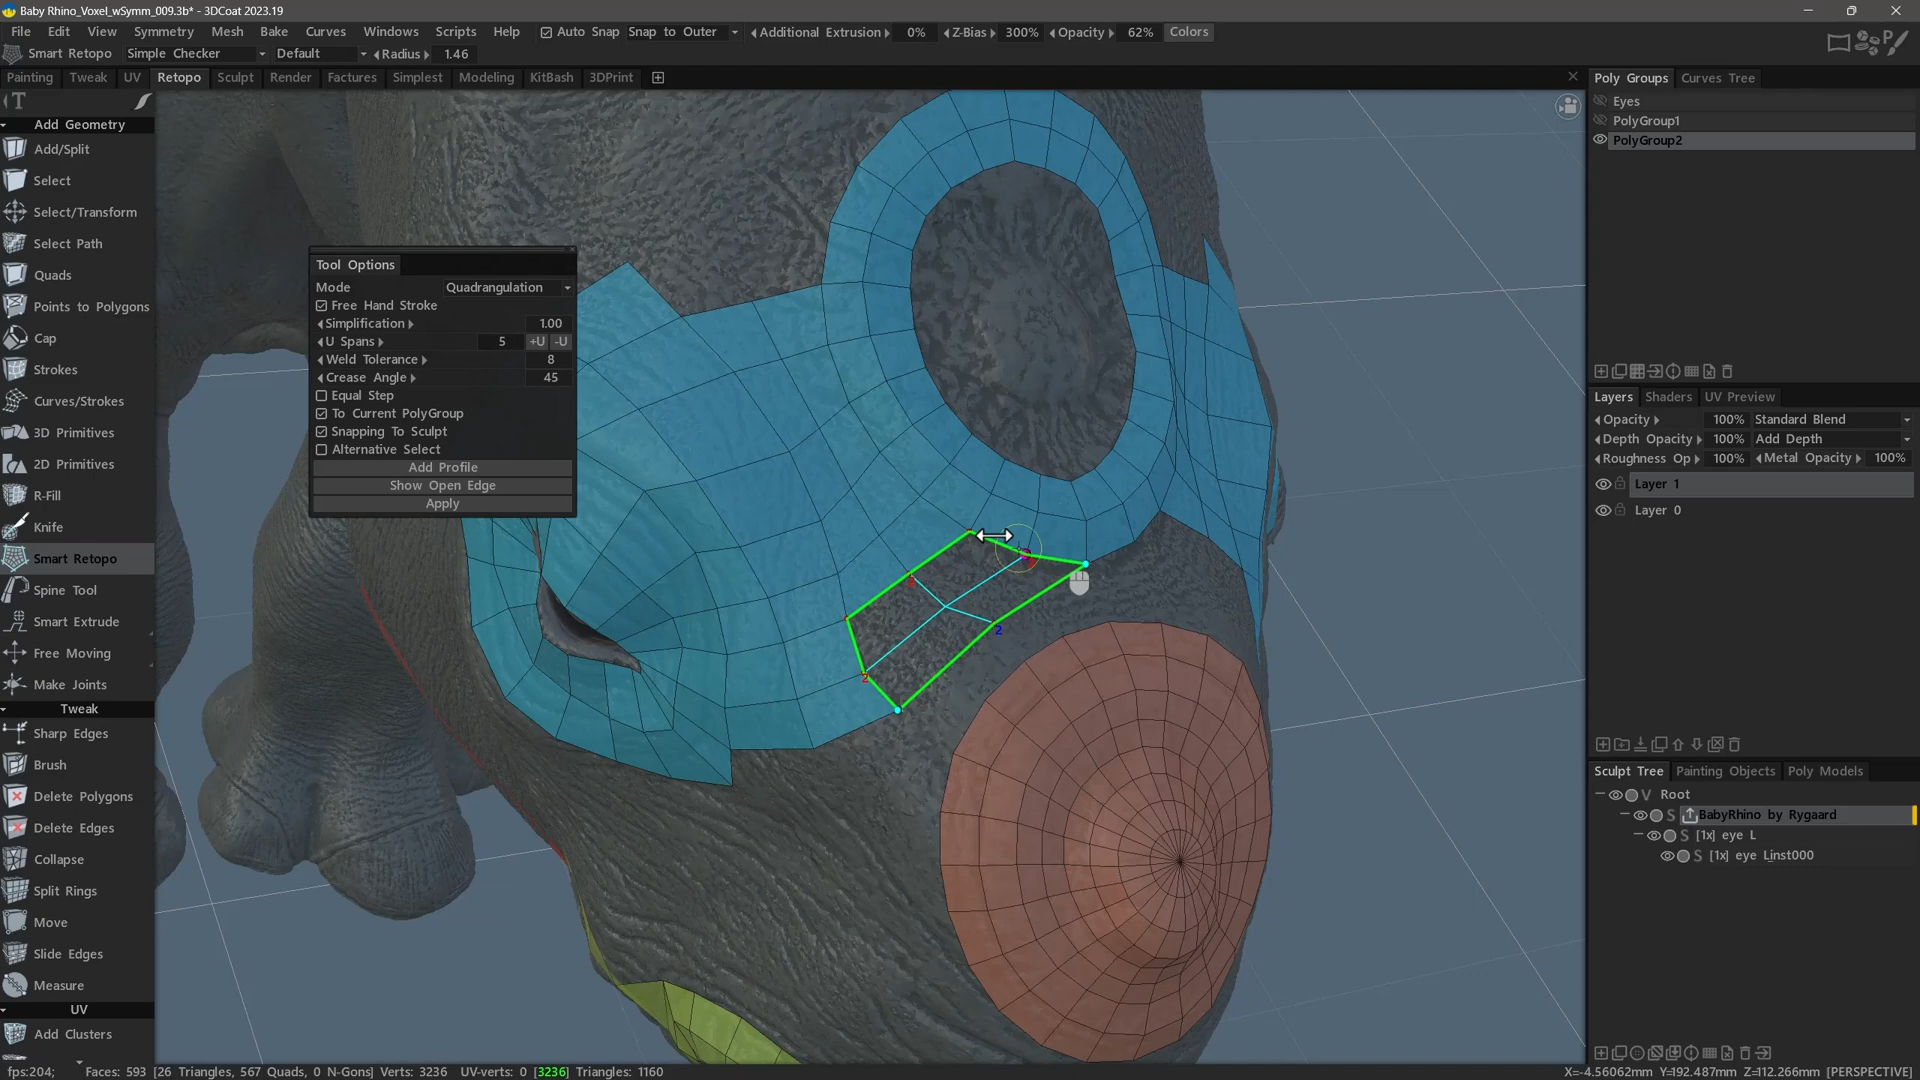 Baby Rhino_Voxel_wSymm_009.3b* - 3DCoat 2023.19
File Edit View Symmetry Mesh Bake Curves Windows Scripts Help Auto Snap Snap to Outer Additional Extrusion 0% Z-Bias 300% Opacity 62% Colors
Smart Retopo Simple Checker Default Radius 1.46
Painting Tweak UV Retopo Sculpt Render Factures Simplest Modeling KitBash 3DPrint
T
Add Geometry
Add/Split
Select
Select/Transform
Select Path
Quads
Points to Polygons
Cap
Strokes
Curves/Strokes
3D Primitives
2D Primitives
R-Fill
Knife
Smart Retopo
Spine Tool
Smart Extrude
Free Moving
Make Joints
Tweak
Sharp Edges
Brush
Delete Polygons
Delete Edges
Collapse
Split Rings
Move
Slide Edges
Measure
UV
Add Clusters
Tool Options
Mode Quadrangulation
Free Hand Stroke
Simplification 1.00
U Spans 5 +U -U
Weld Tolerance 8
Crease Angle 45
Equal Step
To Current PolyGroup
Snapping To Sculpt
Alternative Select
Add Profile
Show Open Edge
Apply
2
2
Poly Groups Curves Tree
Eyes
PolyGroup1
PolyGroup2
Layers Shaders UV Preview
Opacity 100% Standard Blend
Depth Opacity 100% Add Depth
Roughness Op 100% Metal Opacity 100%
Layer 1
Layer 0
Sculpt Tree Painting Objects Poly Models
V Root
S BabyRhino by Rygaard
S [1x] eye L
S [1x] eye Linst000
fps:204; Faces: 593 [26 Triangles, 567 Quads, 0 N-Gons] Verts: 3236 UV-verts: 0 [3236] Triangles: 1160
X=-4.56062mm Y=192.487mm Z=112.266mm [PERSPECTIVE]